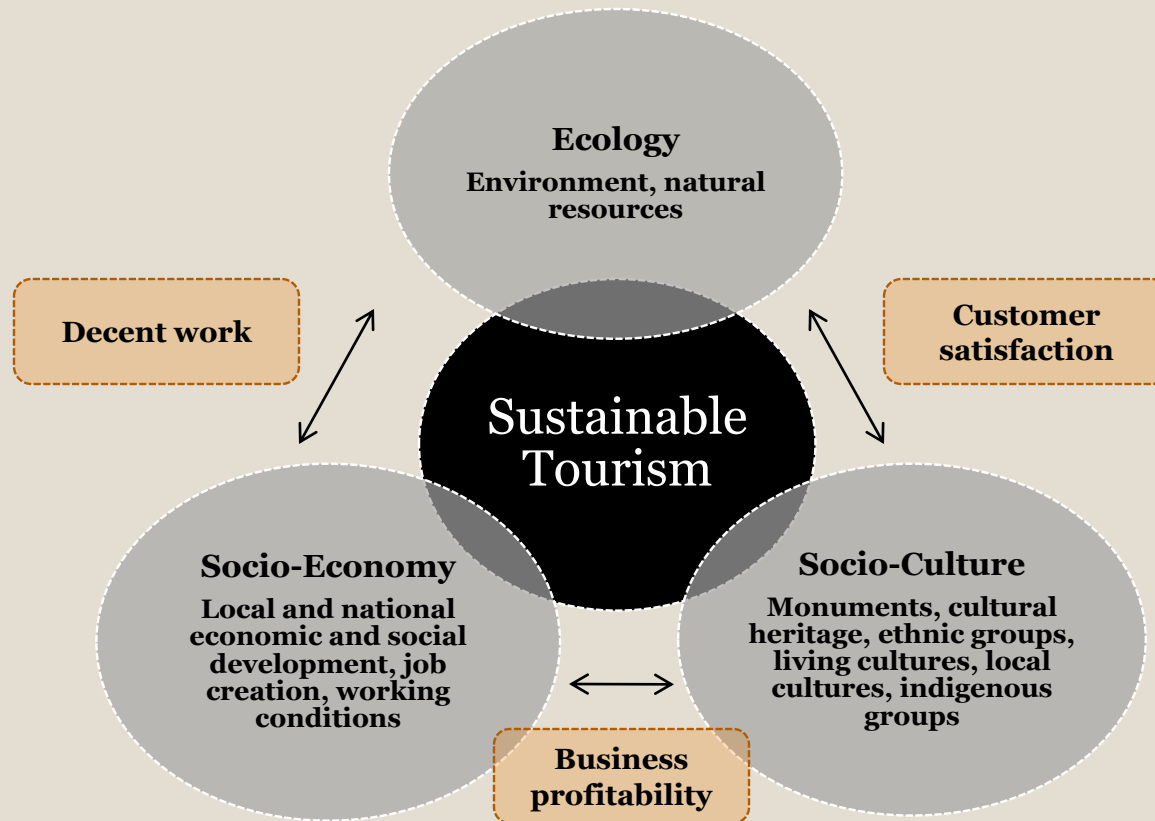 Ecology
Environment, natural
resources
Decent work
Customer
satisfaction
Sustainable
Tourism
Socio-Economy
Local and national
economic and social
development, job
creation, working
conditions
Socio-Culture
Monuments, cultural
heritage, ethnic groups,
living cultures, local
cultures, indigenous
groups
Business
profitability